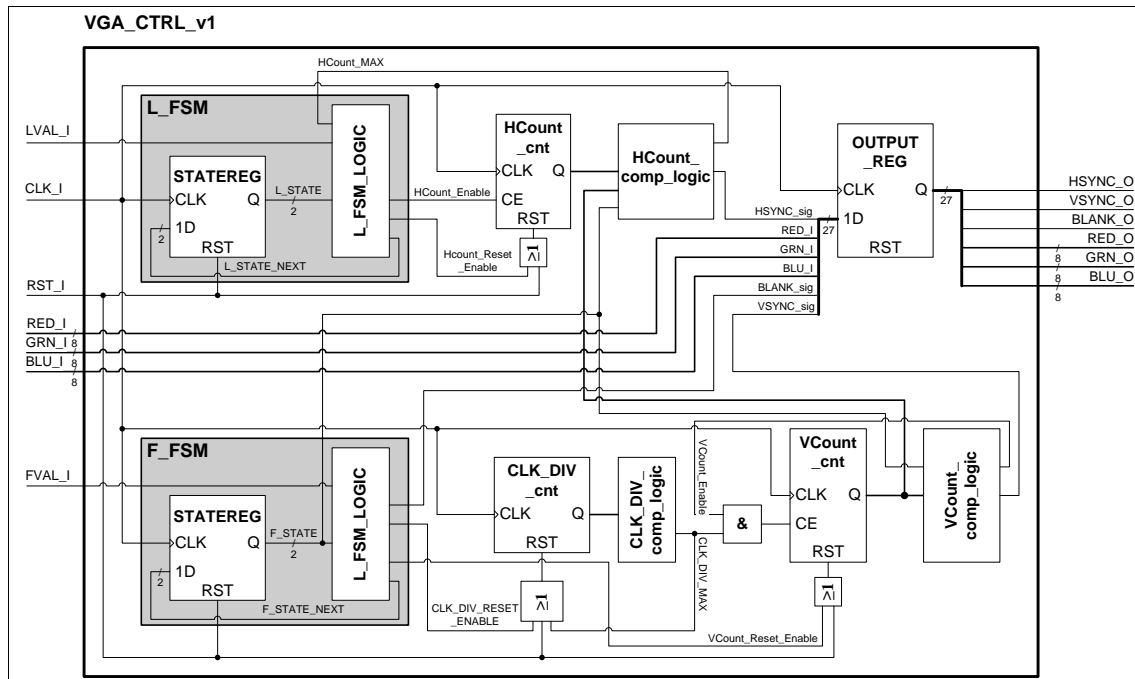 VGA_CTRL_v1
HCount_MAX
L_FSM
LVAL_I
CLK_I
STATEREG
CLK
Q
1D
RST
2
L_STATE
2
L_STATE_NEXT
L_FSM_LOGIC
HCount_Enable
Hcount_Reset
_Enable
HCount
_cnt
CLK
Q
CE
RST
≥1
HCount_
comp_logic
HSYNC_sig
RED_I
GRN_I
BLU_I
BLANK_sig
VSYNC_sig
27
OUTPUT
_REG
CLK
Q
1D
RST
27
HSYNC_O
VSYNC_O
BLANK_O
RED_O
8
GRN_O
8
BLU_O
8
RST_I
RED_I
8
GRN_I
8
BLU_I
8
F_FSM
FVAL_I
STATEREG
CLK
Q
1D
RST
2
F_STATE
2
F_STATE_NEXT
L_FSM_LOGIC
CLK_DIV_RESET
_ENABLE
CLK_DIV
_cnt
CLK
Q
RST
≥1
CLK_DIV_
comp_logic
VCount_Enable
CLK_DIV_MAX
&
VCount_Reset_Enable
VCount
_cnt
CLK
Q
CE
RST
≥1
VCount_
comp_logic